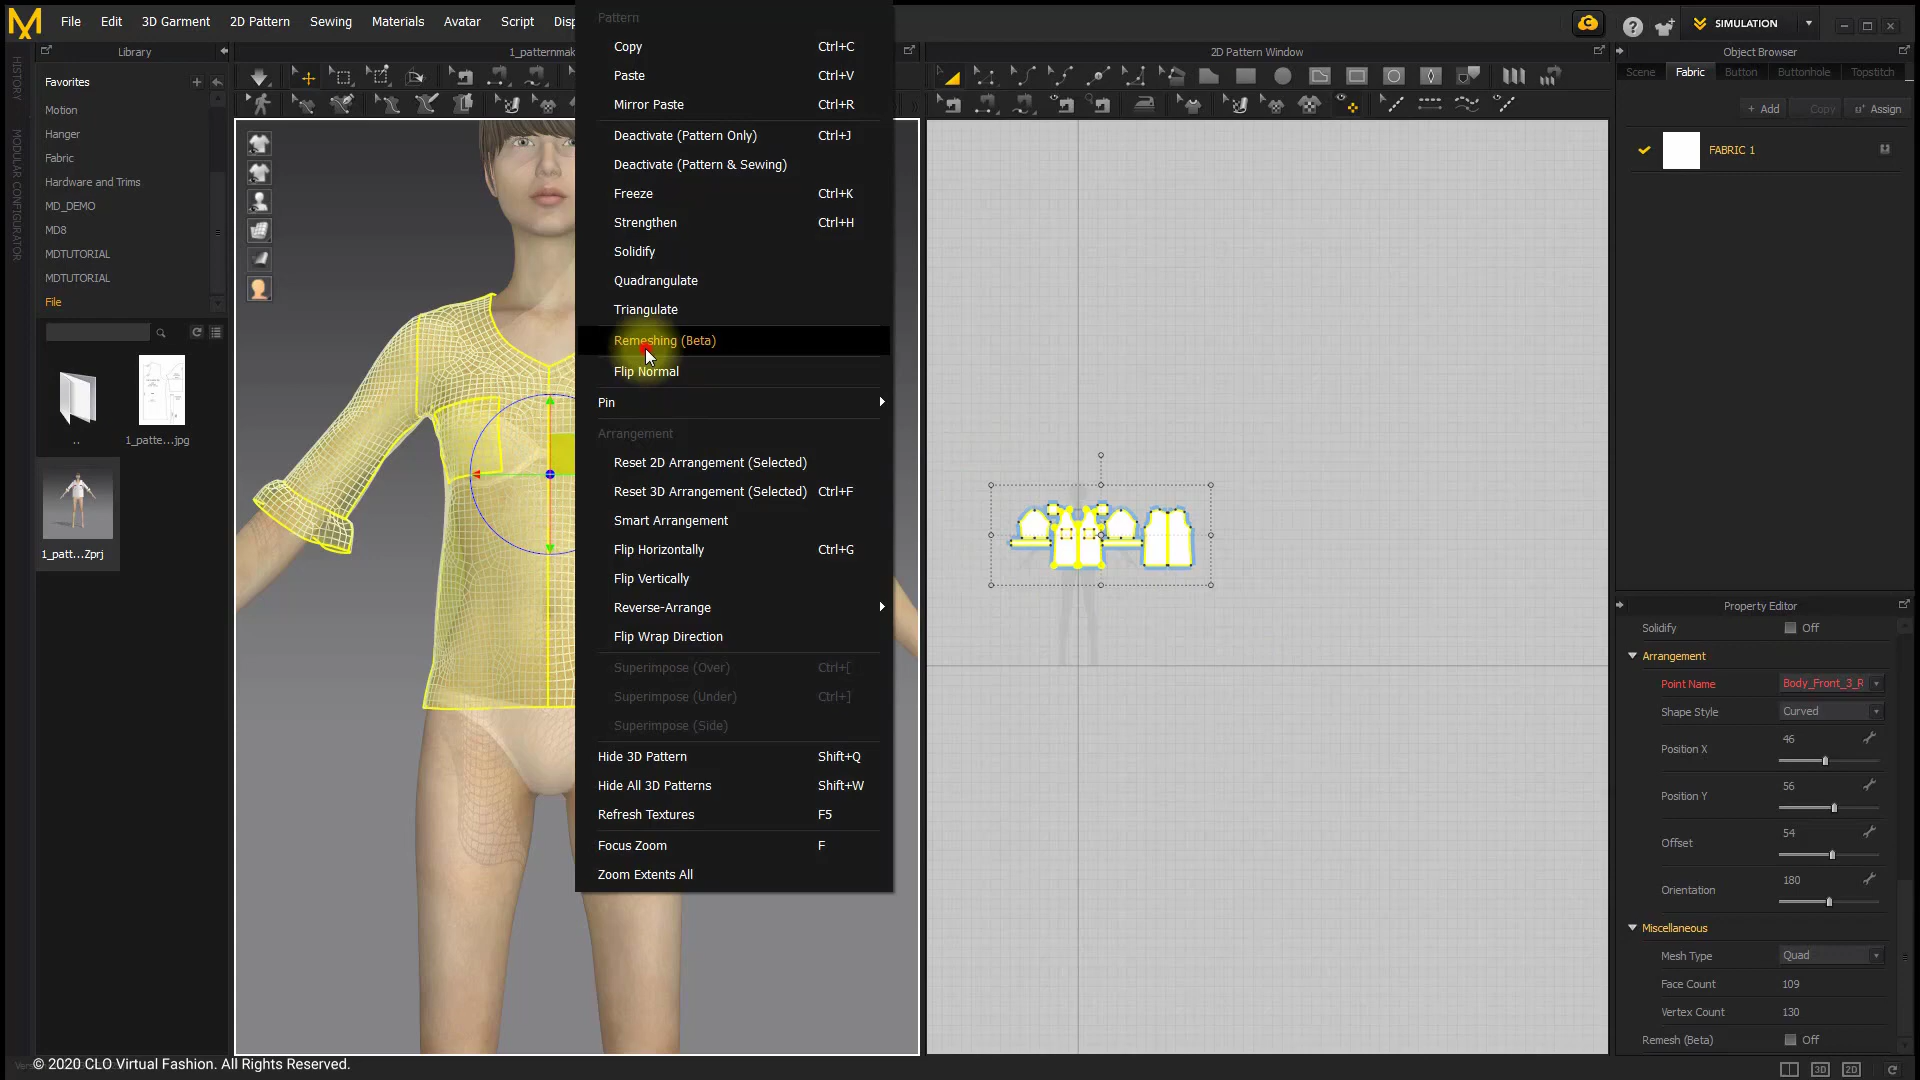 File Edit 3D Garment 2D Pattern Sewing Materials Avatar Script Disp
SIMULATION
Library
1_patternmak
2D Pattern Window
Object Browser
HISTORY
MODULAR CONFIGURATOR
Favorites
Motion
Hanger
Fabric
Hardware and Trims
MD_DEMO
MD8
MDTUTORIAL
MDTUTORIAL
File
..
1_patte...jpg
1_patt...Zprj
Pattern
Copy Ctrl+C
Paste Ctrl+V
Mirror Paste Ctrl+R
Deactivate (Pattern Only) Ctrl+J
Deactivate (Pattern & Sewing)
Freeze Ctrl+K
Strengthen Ctrl+H
Solidify
Quadrangulate
Triangulate
Remeshing (Beta)
Flip Normal
Pin
Arrangement
Reset 2D Arrangement (Selected)
Reset 3D Arrangement (Selected) Ctrl+F
Smart Arrangement
Flip Horizontally Ctrl+G
Flip Vertically
Reverse-Arrange
Flip Wrap Direction
Superimpose (Over) Ctrl+[
Superimpose (Under) Ctrl+]
Superimpose (Side)
Hide 3D Pattern Shift+Q
Hide All 3D Patterns Shift+W
Refresh Textures F5
Focus Zoom F
Zoom Extents All
Scene Fabric Button Buttonhole Topstitch
+ Add Copy Assign
FABRIC 1
Property Editor
Solidify Off
Arrangement
Point Name Body_Front_3_R
Shape Style Curved
Position X 46
Position Y 56
Offset 54
Orientation 180
Miscellaneous
Mesh Type Quad
Face Count 109
Vertex Count 130
Remesh (Beta) Off
3D 2D
© 2020 CLO Virtual Fashion. All Rights Reserved.